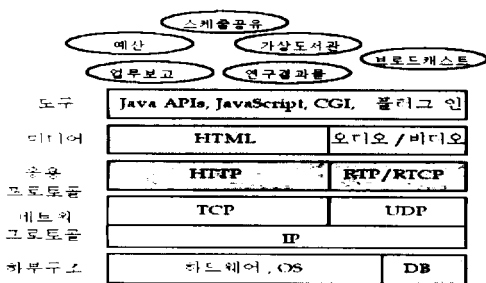 스케줄공유
예산 가상도서관
업무보고 연구결과물 브로드캐스트
도구 Java APIs, JavaScript, CGI, 플러그 인
미디어 HTML 오디오 / 비디오
응용 프로토콜 HTTP RTP/RTCP
네트워크 프로토콜 TCP UDP
IP
하부구조 하드웨어, OS DB